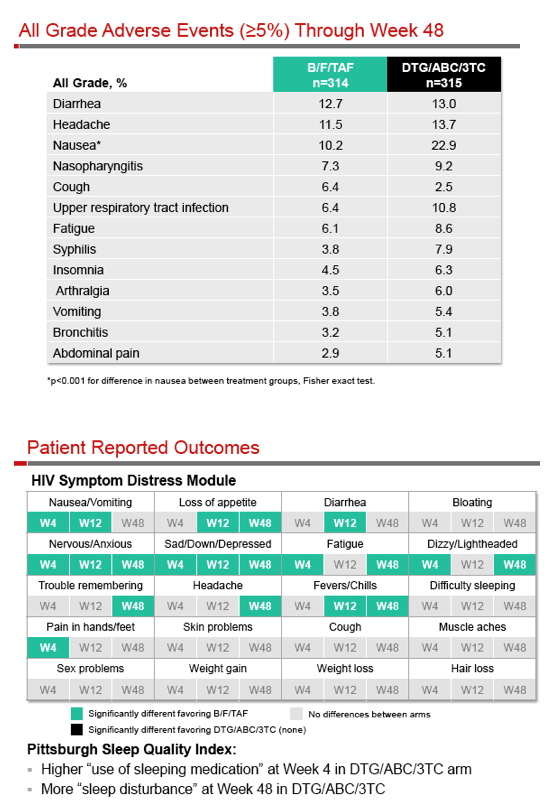 All Grade Adverse Events (≥5%) Through Week 48
All Grade, % B/F/TAF n=314 DTG/ABC/3TC n=315
Diarrhea 12.7 13.0
Headache 11.5 13.7
Nausea* 10.2 22.9
Nasopharyngitis 7.3 9.2
Cough 6.4 2.5
Upper respiratory tract infection 6.4 10.8
Fatigue 6.1 8.6
Syphilis 3.8 7.9
Insomnia 4.5 6.3
Arthralgia 3.5 6.0
Vomiting 3.8 5.4
Bronchitis 3.2 5.1
Abdominal pain 2.9 5.1
*p<0.001 for difference in nausea between treatment groups, Fisher exact test.
Patient Reported Outcomes
HIV Symptom Distress Module
Nausea/Vomiting Loss of appetite Diarrhea Bloating
W4 W12 W48 W4 W12 W48 W4 W12 W48 W4 W12 W48
Nervous/Anxious Sad/Down/Depressed Fatigue Dizzy/Lightheaded
W4 W12 W48 W4 W12 W48 W4 W12 W48 W4 W12 W48
Trouble remembering Headache Fevers/Chills Difficulty sleeping
W4 W12 W48 W4 W12 W48 W4 W12 W48 W4 W12 W48
Pain in hands/feet Skin problems Cough Muscle aches
W4 W12 W48 W4 W12 W48 W4 W12 W48 W4 W12 W48
Sex problems Weight gain Weight loss Hair loss
W4 W12 W48 W4 W12 W48 W4 W12 W48 W4 W12 W48
Significantly different favoring B/F/TAF No differences between arms
Significantly different favoring DTG/ABC/3TC (none)
Pittsburgh Sleep Quality Index:
Higher “use of sleeping medication” at Week 4 in DTG/ABC/3TC arm
More “sleep disturbance” at Week 48 in DTG/ABC/3TC